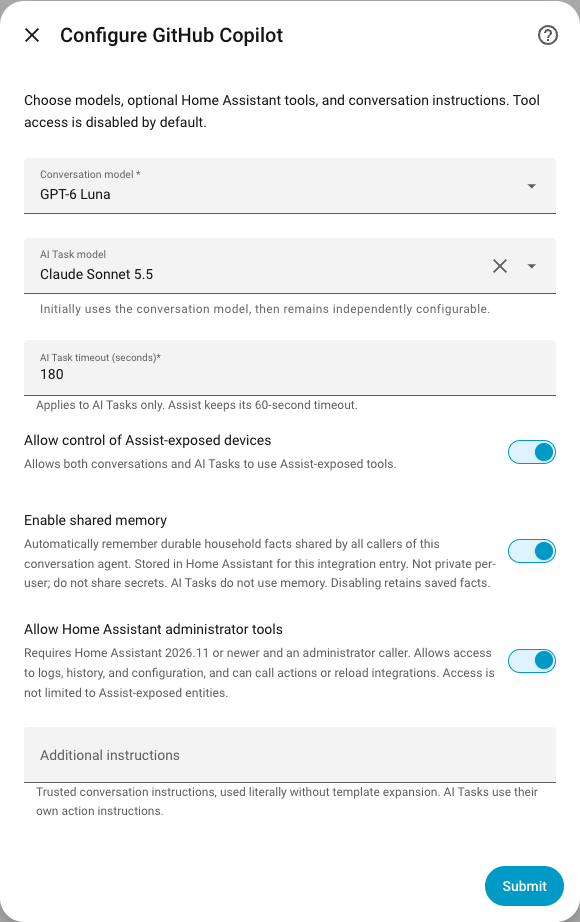 Configure GitHub Copilot
Choose models, optional Home Assistant tools, and conversation instructions. Tool
access is disabled by default.
Conversation model *
GPT-6 Luna
AI Task model
Claude Sonnet 5.5
Initially uses the conversation model, then remains independently configurable.
AI Task timeout (seconds)*
180
Applies to AI Tasks only. Assist keeps its 60-second timeout.
Allow control of Assist-exposed devices
Allows both conversations and AI Tasks to use Assist-exposed tools.
Enable shared memory
Automatically remember durable household facts shared by all callers of this
conversation agent. Stored in Home Assistant for this integration entry. Not private per-
user; do not share secrets. AI Tasks do not use memory. Disabling retains saved facts.
Allow Home Assistant administrator tools
Requires Home Assistant 2026.11 or newer and an administrator caller. Allows access
to logs, history, and configuration, and can call actions or reload integrations. Access is
not limited to Assist-exposed entities.
Additional instructions
Trusted conversation instructions, used literally without template expansion. AI Tasks use their
own action instructions.
Submit